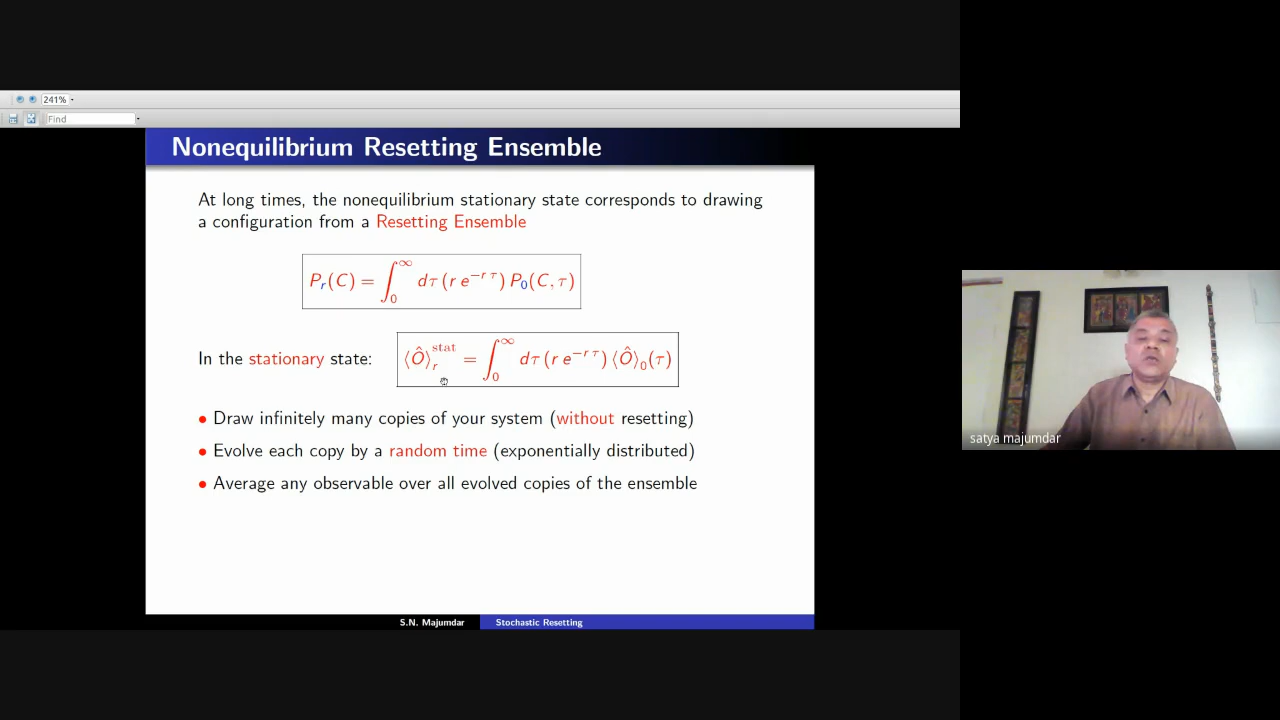 241%
Find
Nonequilibrium Resetting Ensemble
At long times, the nonequilibrium stationary state corresponds to drawing
a configuration from a Resetting Ensemble
P_r(C) = ∫_0^∞ dτ (r e^{−r τ}) P_0(C, τ)
In the stationary state: ⟨Ô⟩_r^{stat} = ∫_0^∞ dτ (r e^{−r τ}) ⟨Ô⟩_0(τ)
• Draw infinitely many copies of your system (without resetting)
• Evolve each copy by a random time (exponentially distributed)
• Average any observable over all evolved copies of the ensemble
satya majumdar
S.N. Majumdar Stochastic Resetting